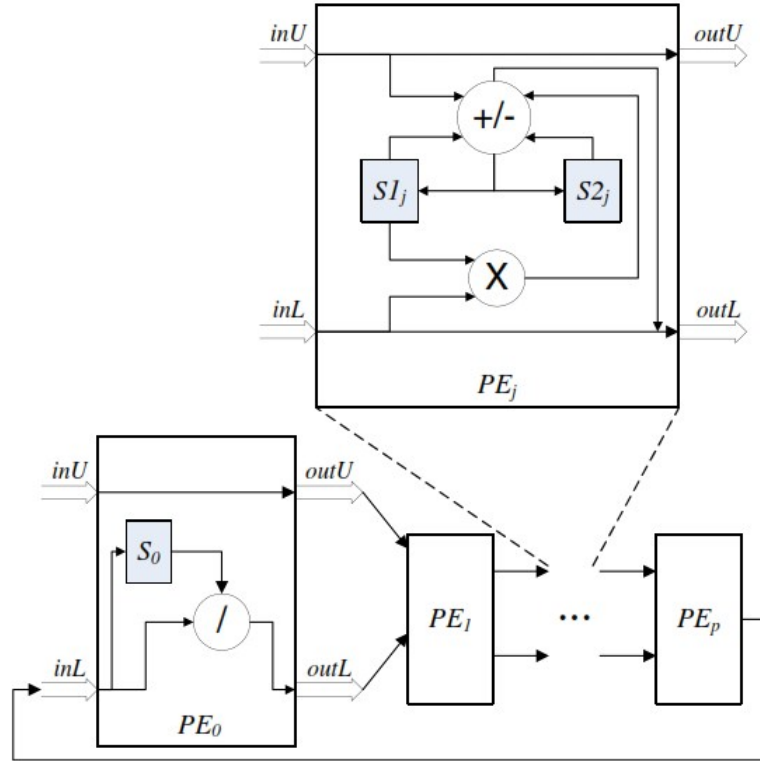 inU
outU
+/-
S1j
S2j
X
inL
outL
PEj
inU
outU
S0
/
PE1
...
PEp
inL
outL
PE0